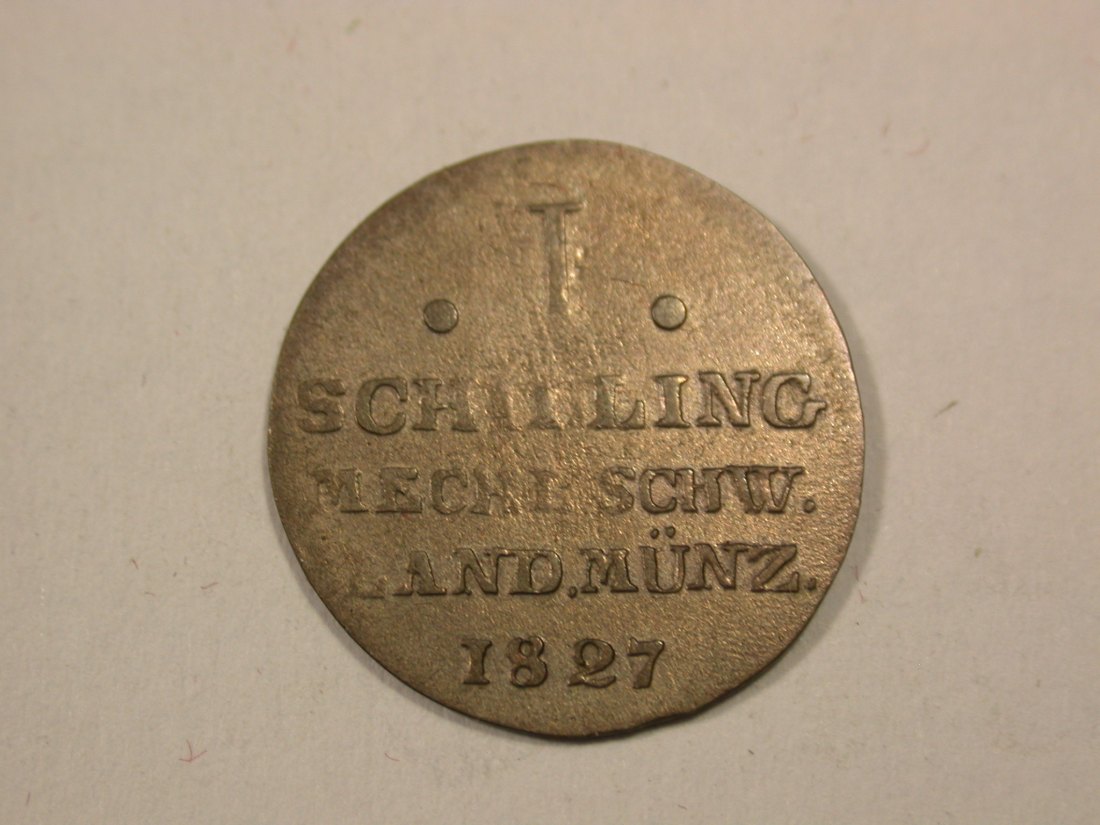 . I .
SCHILLING
MECKL. SCHW.
LAND.MÜNZ.
1827